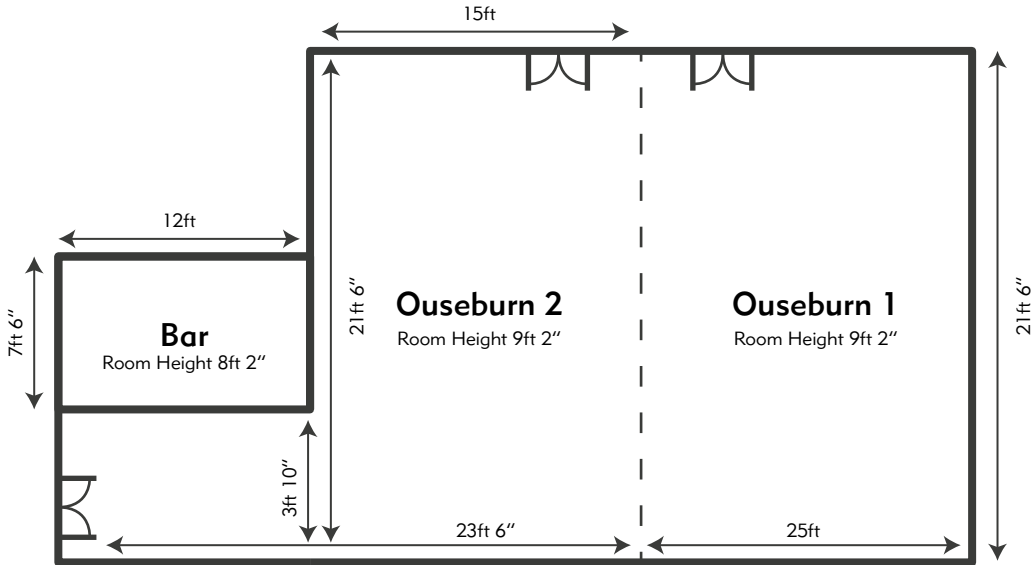 15ft
12ft
7ft 6“
Bar
Room Height 8ft 2“
21ft 6“
Ouseburn 2
Room Height 9ft 2“
Ouseburn 1
Room Height 9ft 2“
21ft 6“
3ft 10“
23ft 6“
25ft